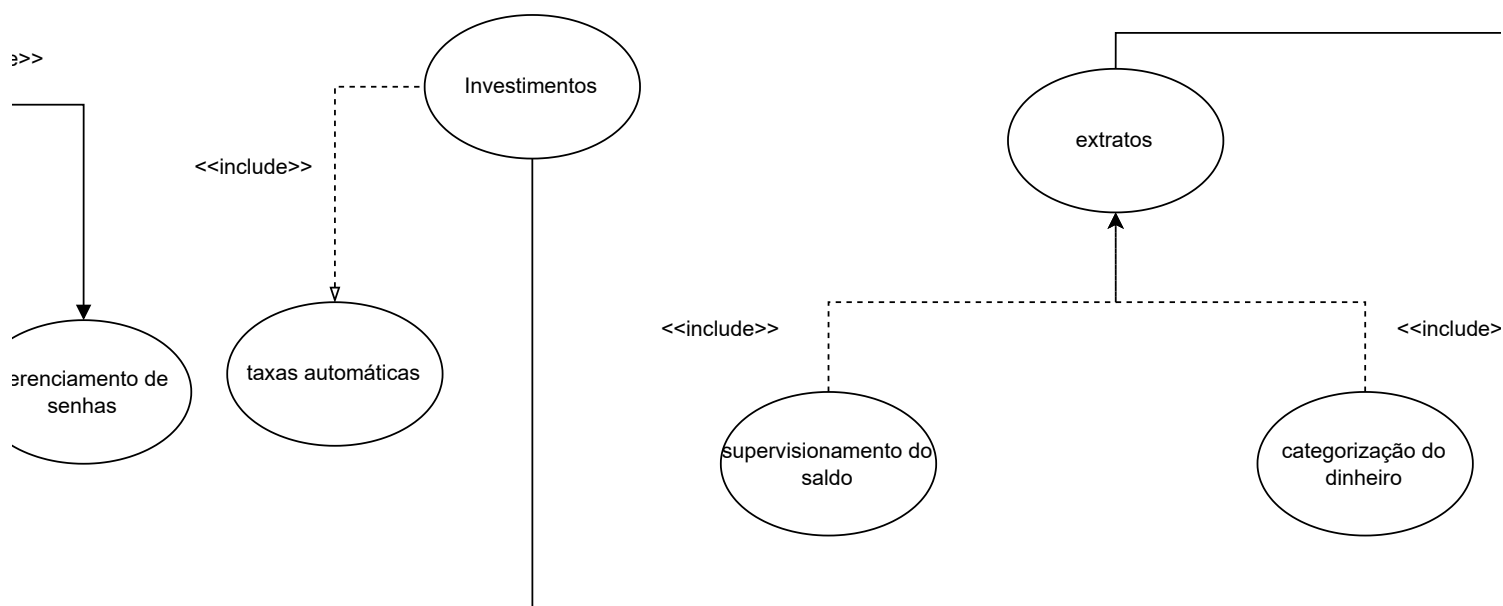 e>>
Investimentos
extratos
<<include>>
<<include>>
<<include
taxas automáticas
erenciamento de
senhas
supervisionamento do
saldo
categorização do
dinheiro